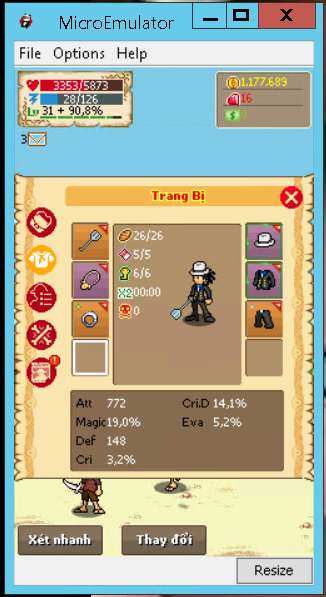 MicroEmulator
File Options Help
3353/5873
28/126
Lv 31 + 90,8%
1.177.689
16
3
Trang Bị
26/26
5/5
6/6
X2 00:00
0
Att 772 Cri.D 14,1%
Magic 19,0% Eva 5,2%
Def 148
Cri 3,2%
Xét nhanh Thay đổi
Resize